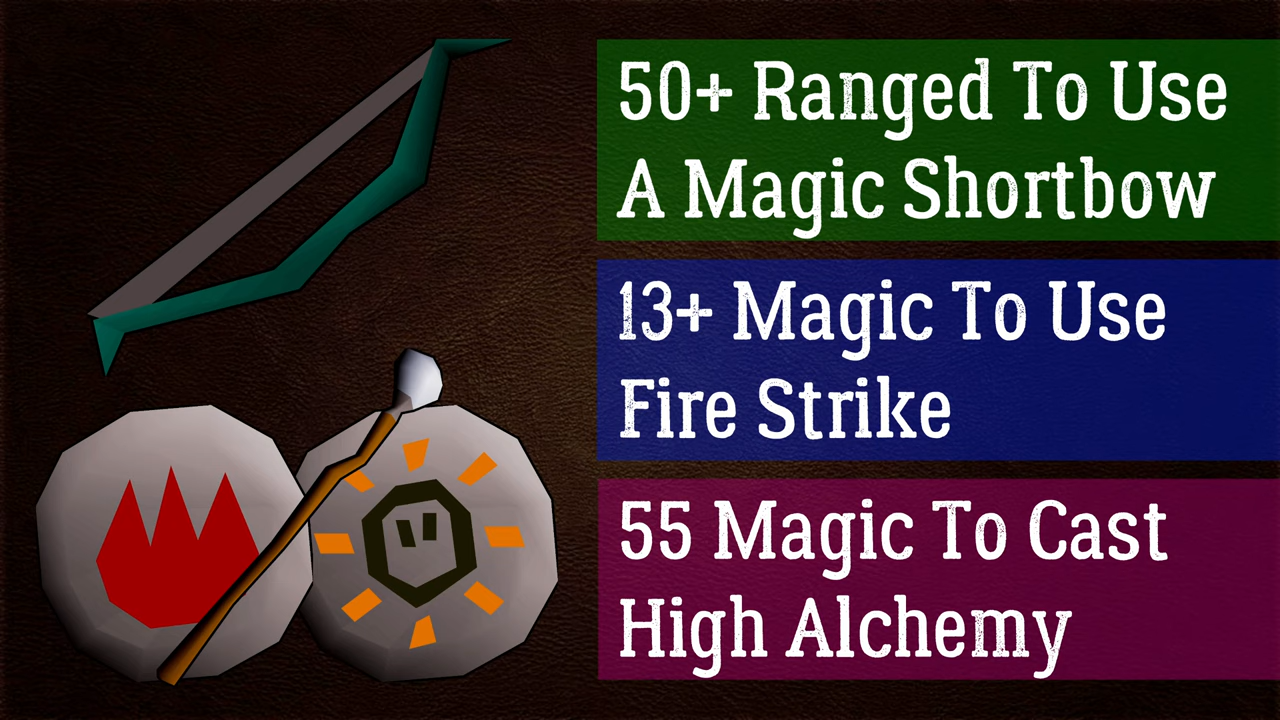 50+ Ranged To Use
A Magic Shortbow
13+ Magic To Use
Fire Strike
55 Magic To Cast
High Alchemy